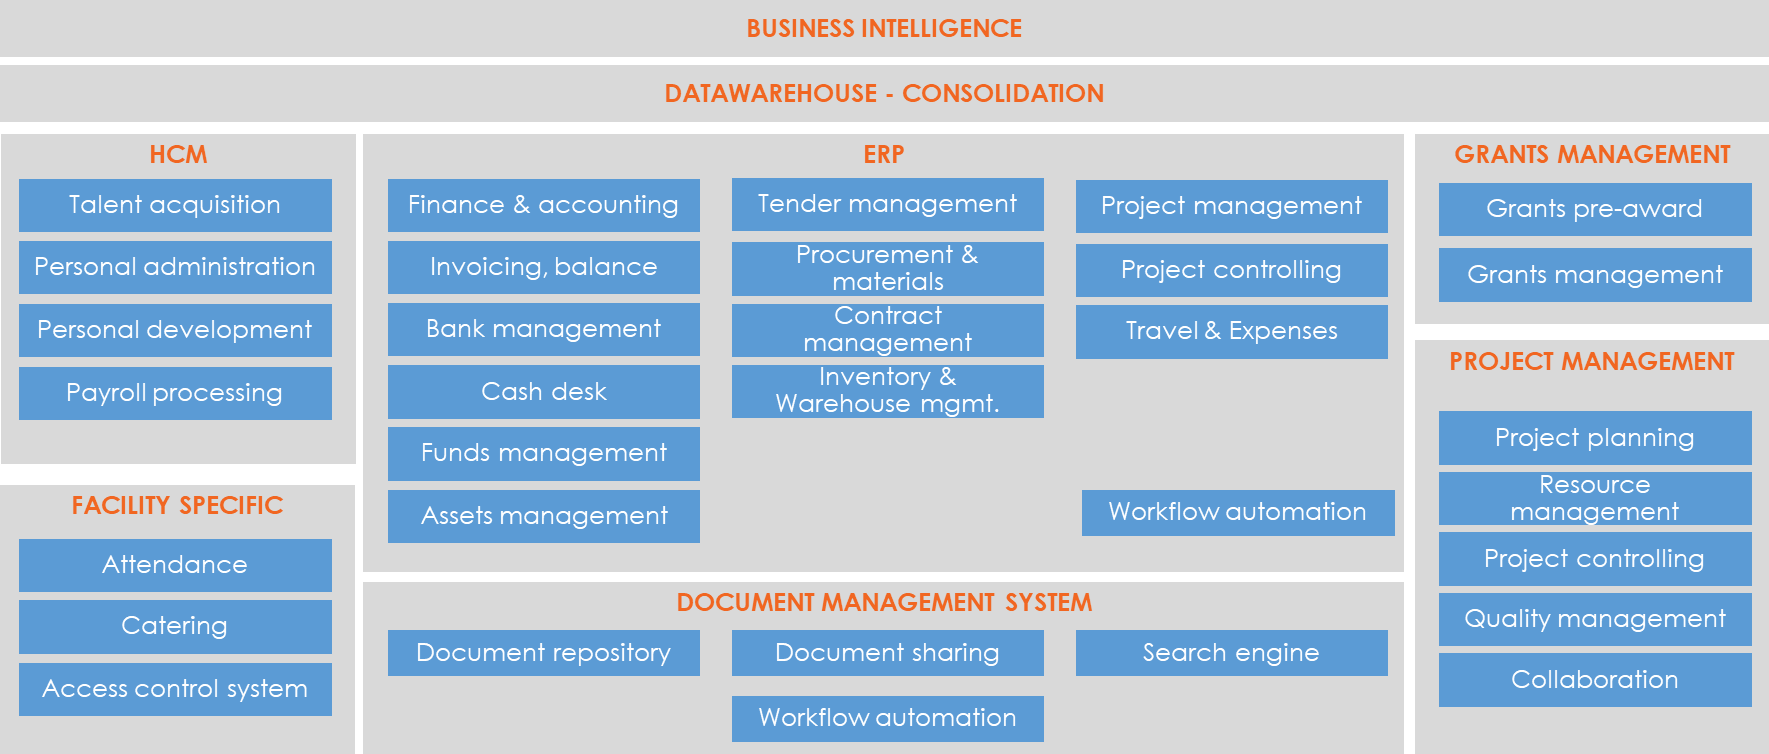 BUSINESS INTELLIGENCE
DATAWAREHOUSE - CONSOLIDATION
HCM
Talent acquisition
Personal administration
Personal development
Payroll processing
FACILITY SPECIFIC
Attendance
Catering
Access control system
ERP
Finance & accounting
Invoicing, balance
Bank management
Cash desk
Funds management
Assets management
Tender management
Procurement &
materials
Contract
management
Inventory &
Warehouse mgmt.
Project management
Project controlling
Travel & Expenses
Workflow automation
DOCUMENT MANAGEMENT SYSTEM
Document repository
Document sharing
Search engine
Workflow automation
GRANTS MANAGEMENT
Grants pre-award
Grants management
PROJECT MANAGEMENT
Project planning
Resource
management
Project controlling
Quality management
Collaboration